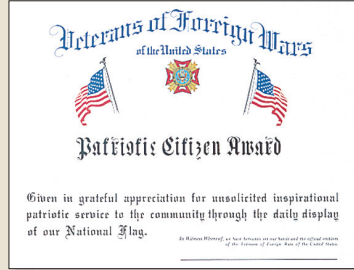 Veterans of Foreign Wars
of the United States
Patriotic Citizen Award
Given in grateful appreciation for unsolicited inspirational
patriotic service to the community through the daily display
of our National Flag.
In Witness Whereof, we have hereunto set our hands and the official emblem
of the Veterans of Foreign Wars of the United States.